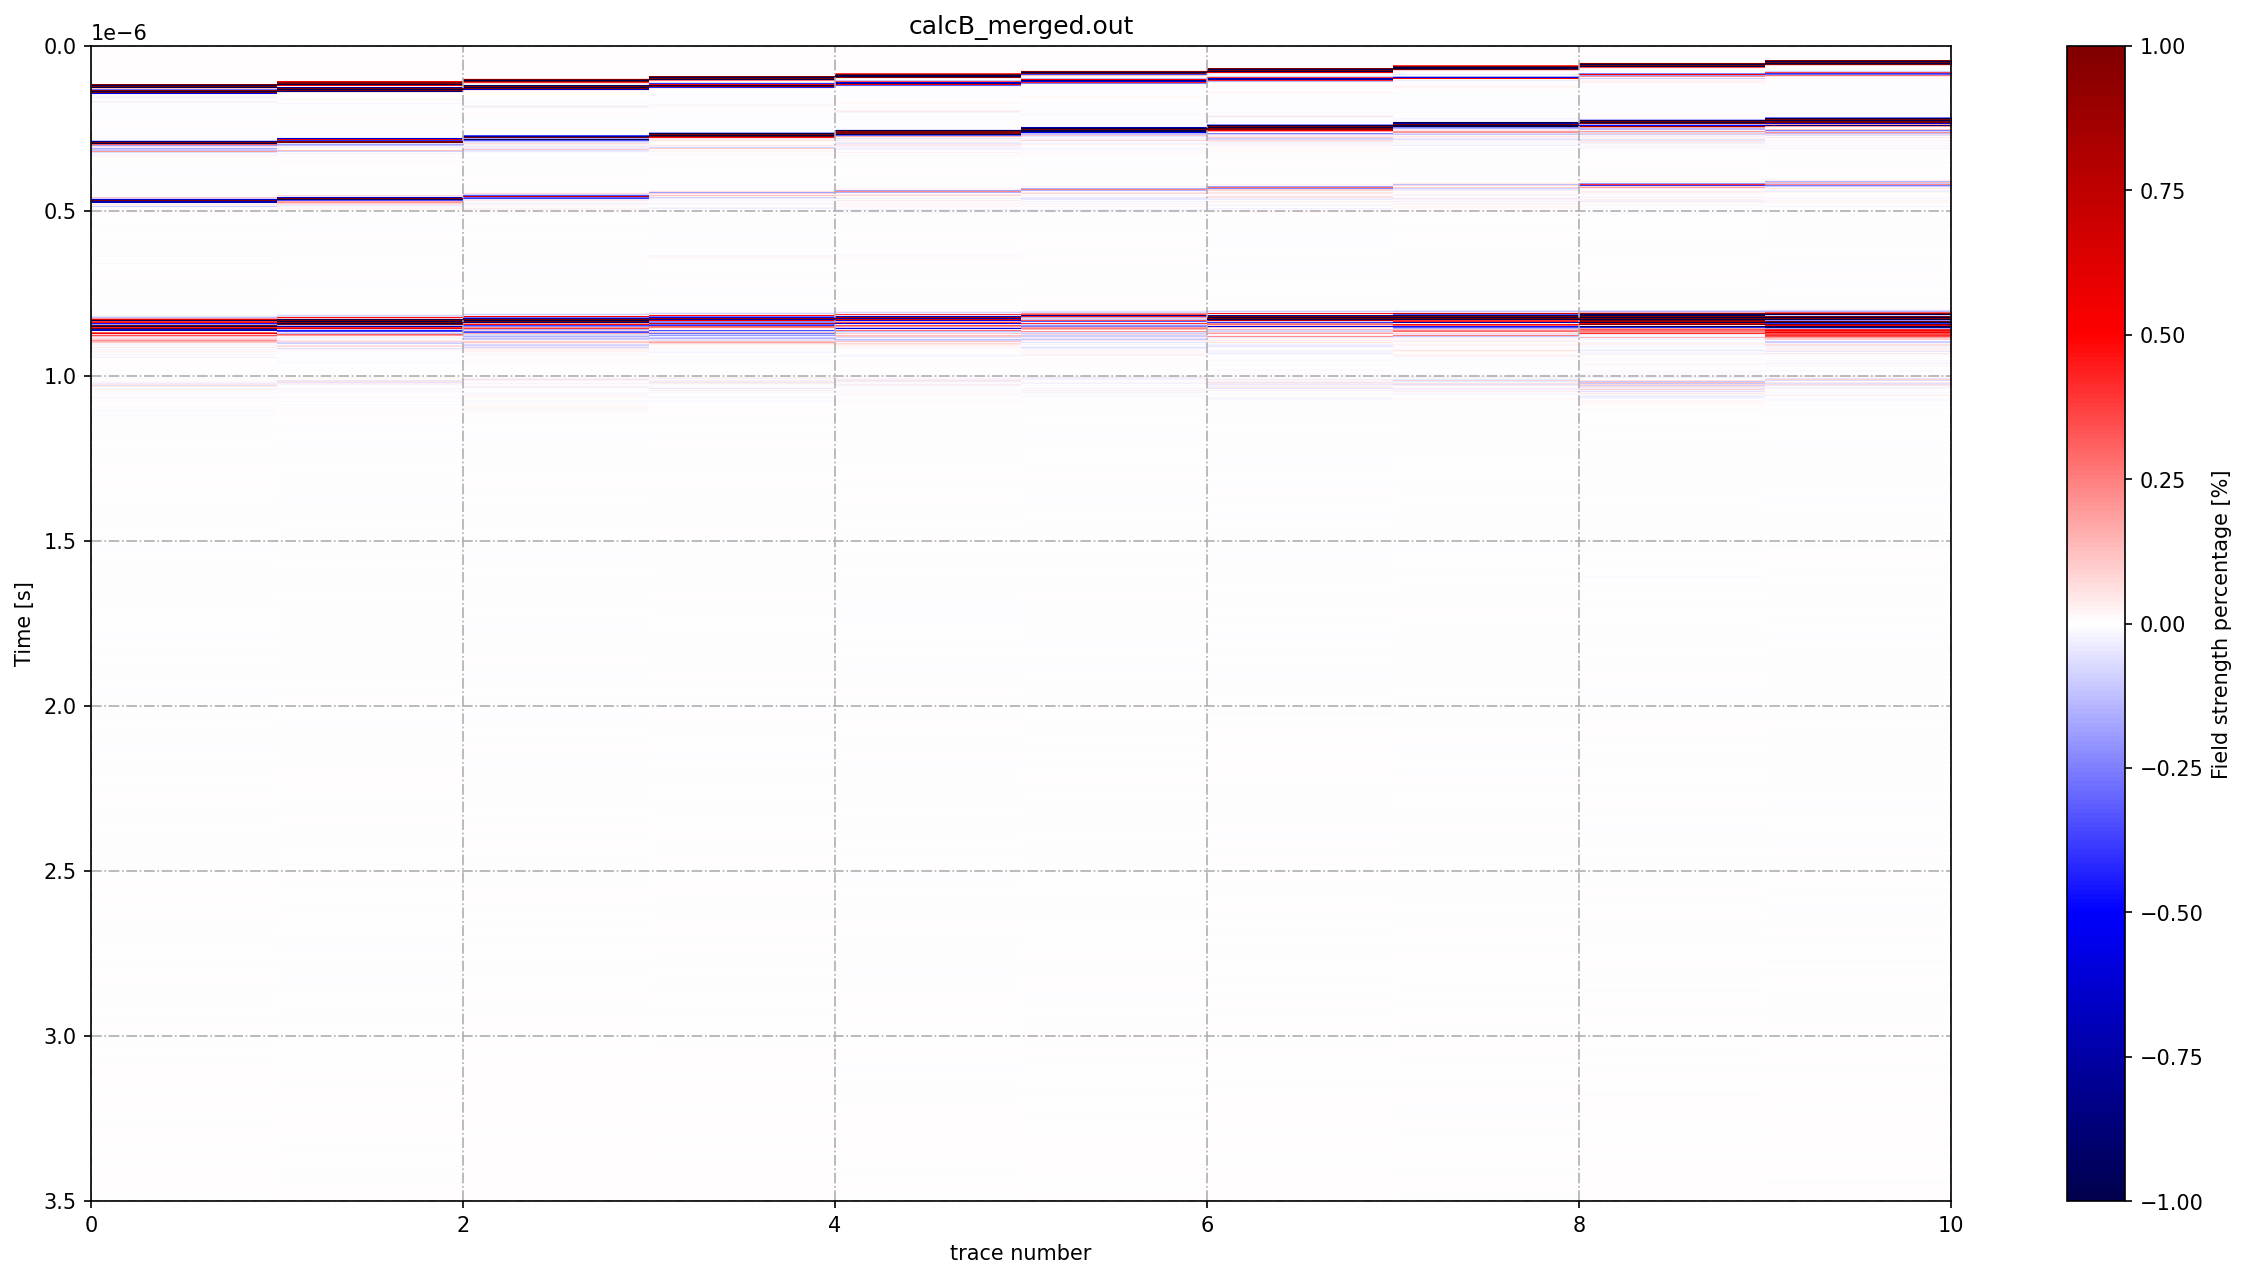 calcB_merged.out
1e−6
0.0
0.5
1.0
1.5
2.0
2.5
3.0
3.5
Time [s]
0 2 4 6 8 10
trace number
1.00
0.75
0.50
0.25
0.00
−0.25
−0.50
−0.75
−1.00
Field strength percentage [%]